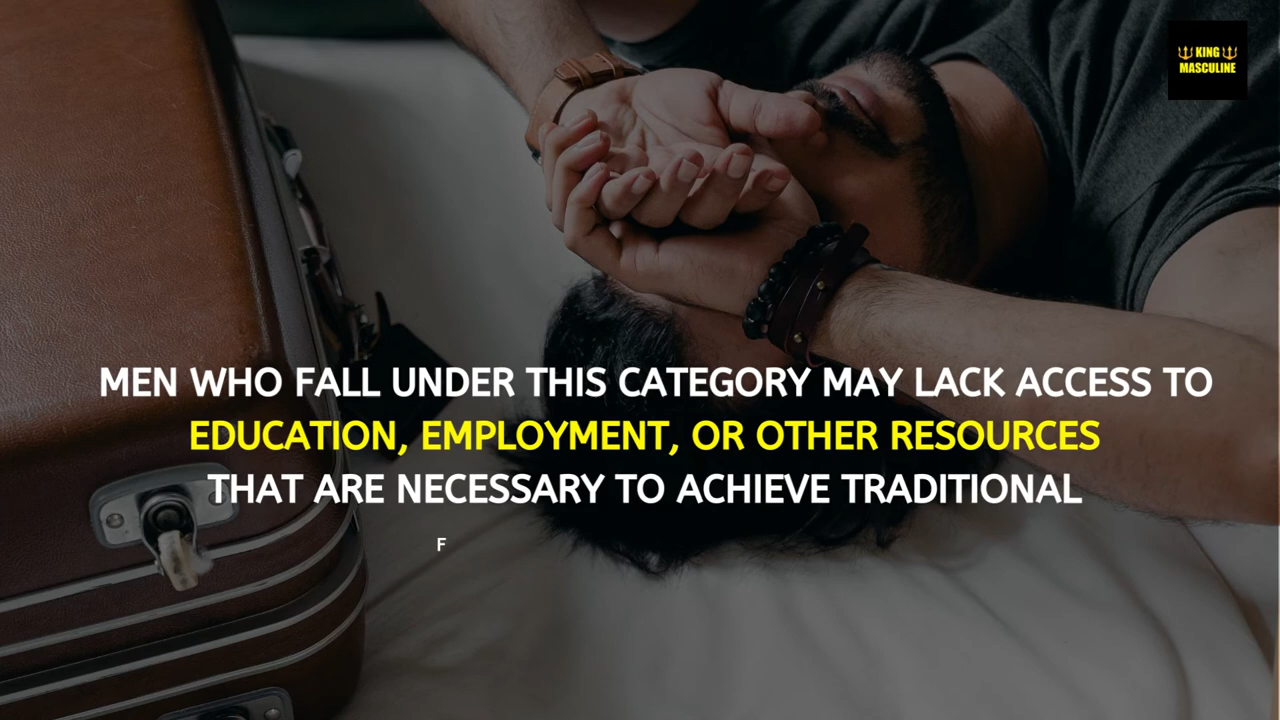 KING
MASCULINE
MEN WHO FALL UNDER THIS CATEGORY MAY LACK ACCESS TO
EDUCATION, EMPLOYMENT, OR OTHER RESOURCES
THAT ARE NECESSARY TO ACHIEVE TRADITIONAL
F